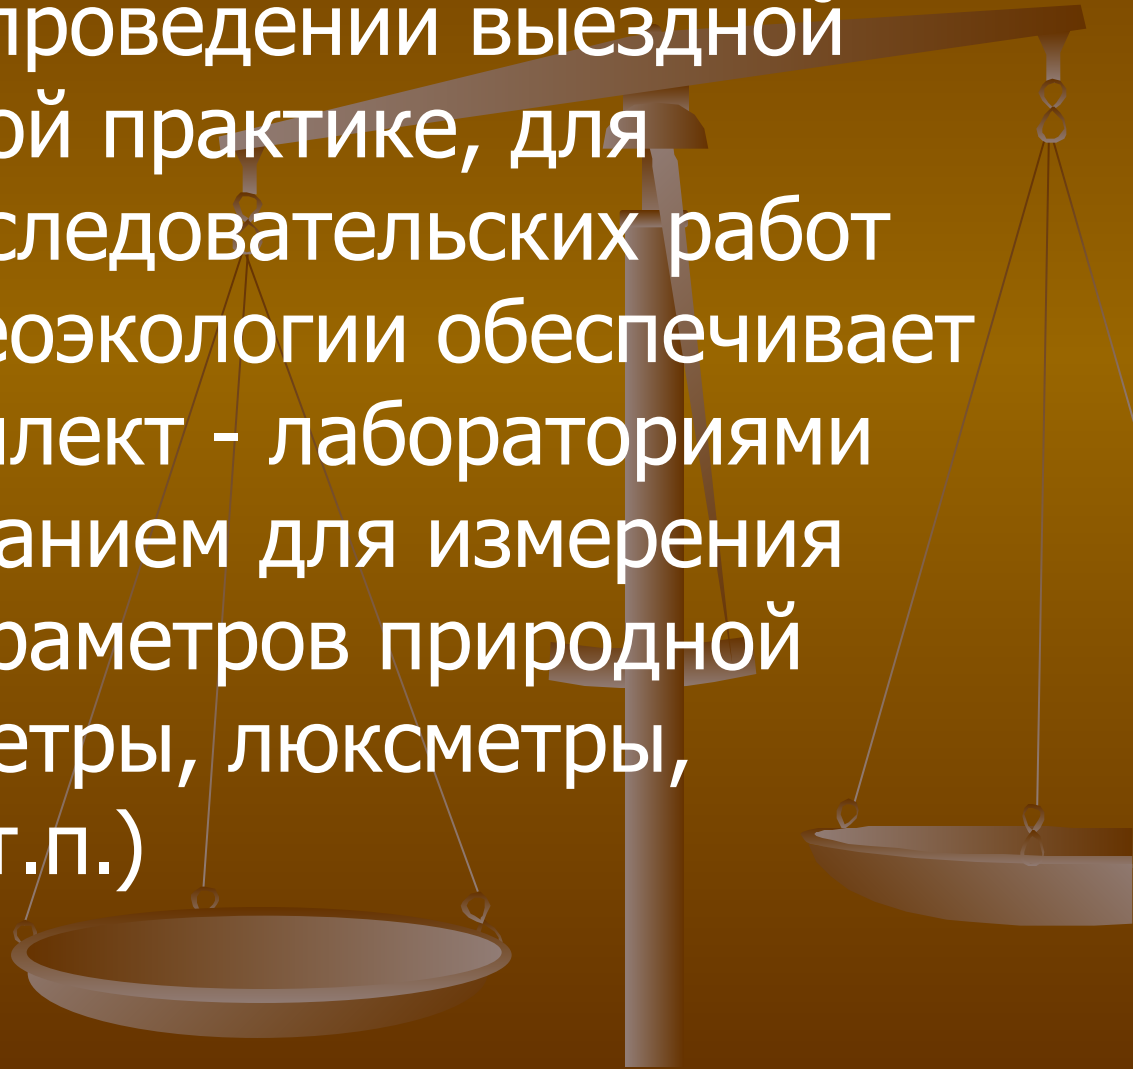 проведении выездной
ой практике, для
следовательских работ
еоэкологии обеспечивает
плект - лабораториями
анием для измерения
раметров природной
етры, люксметры,
т.п.)